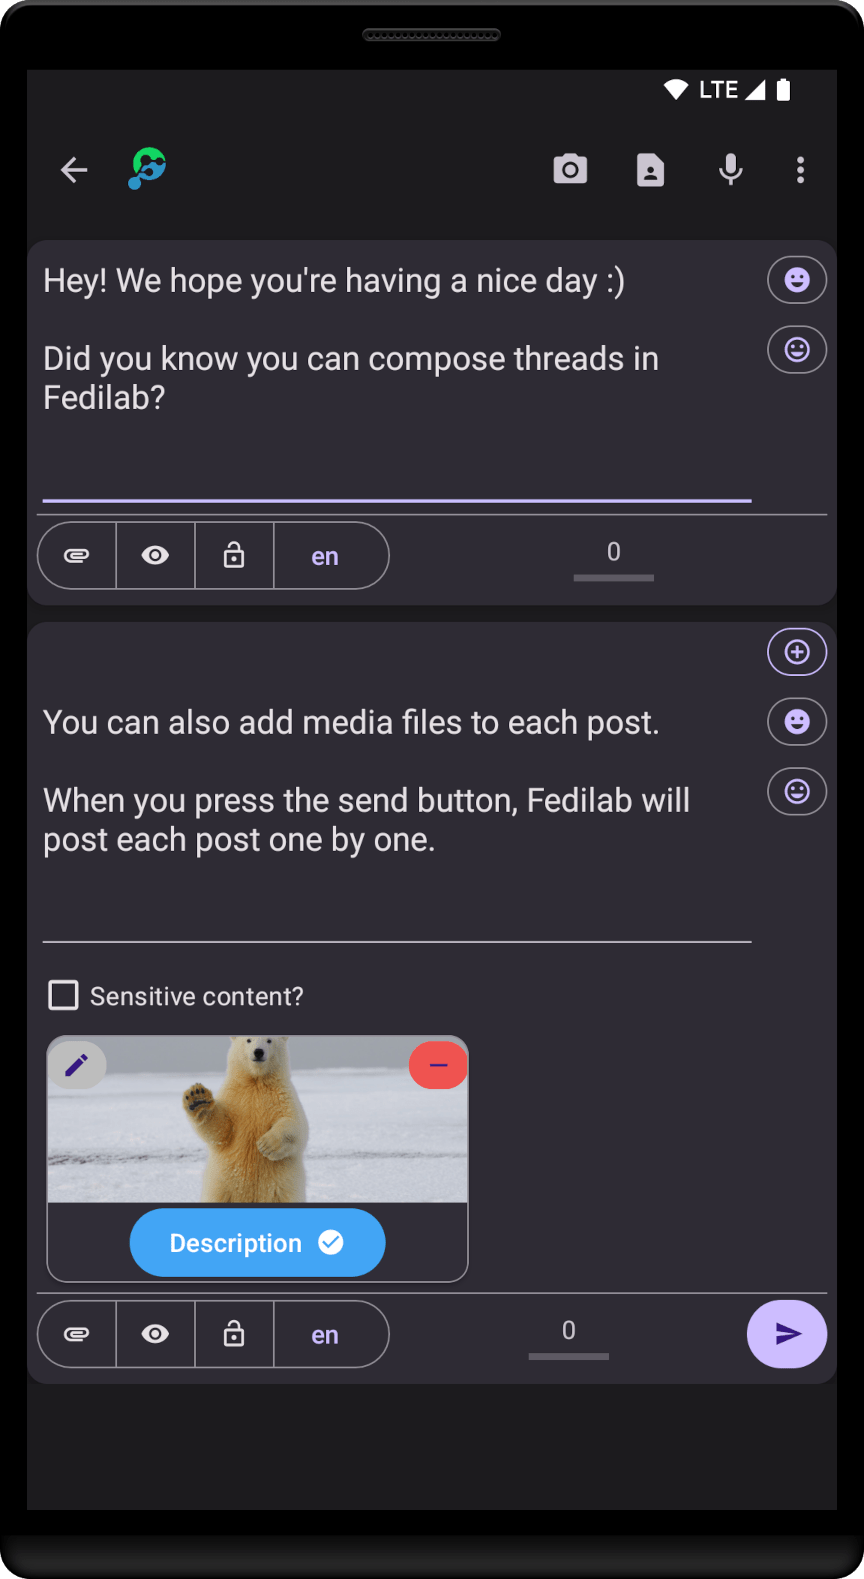 LTE
Hey! We hope you're having a nice day :)
Did you know you can compose threads in
Fedilab?
en
0
You can also add media files to each post.
When you press the send button, Fedilab will
post each post one by one.
Sensitive content?
Description
en
0